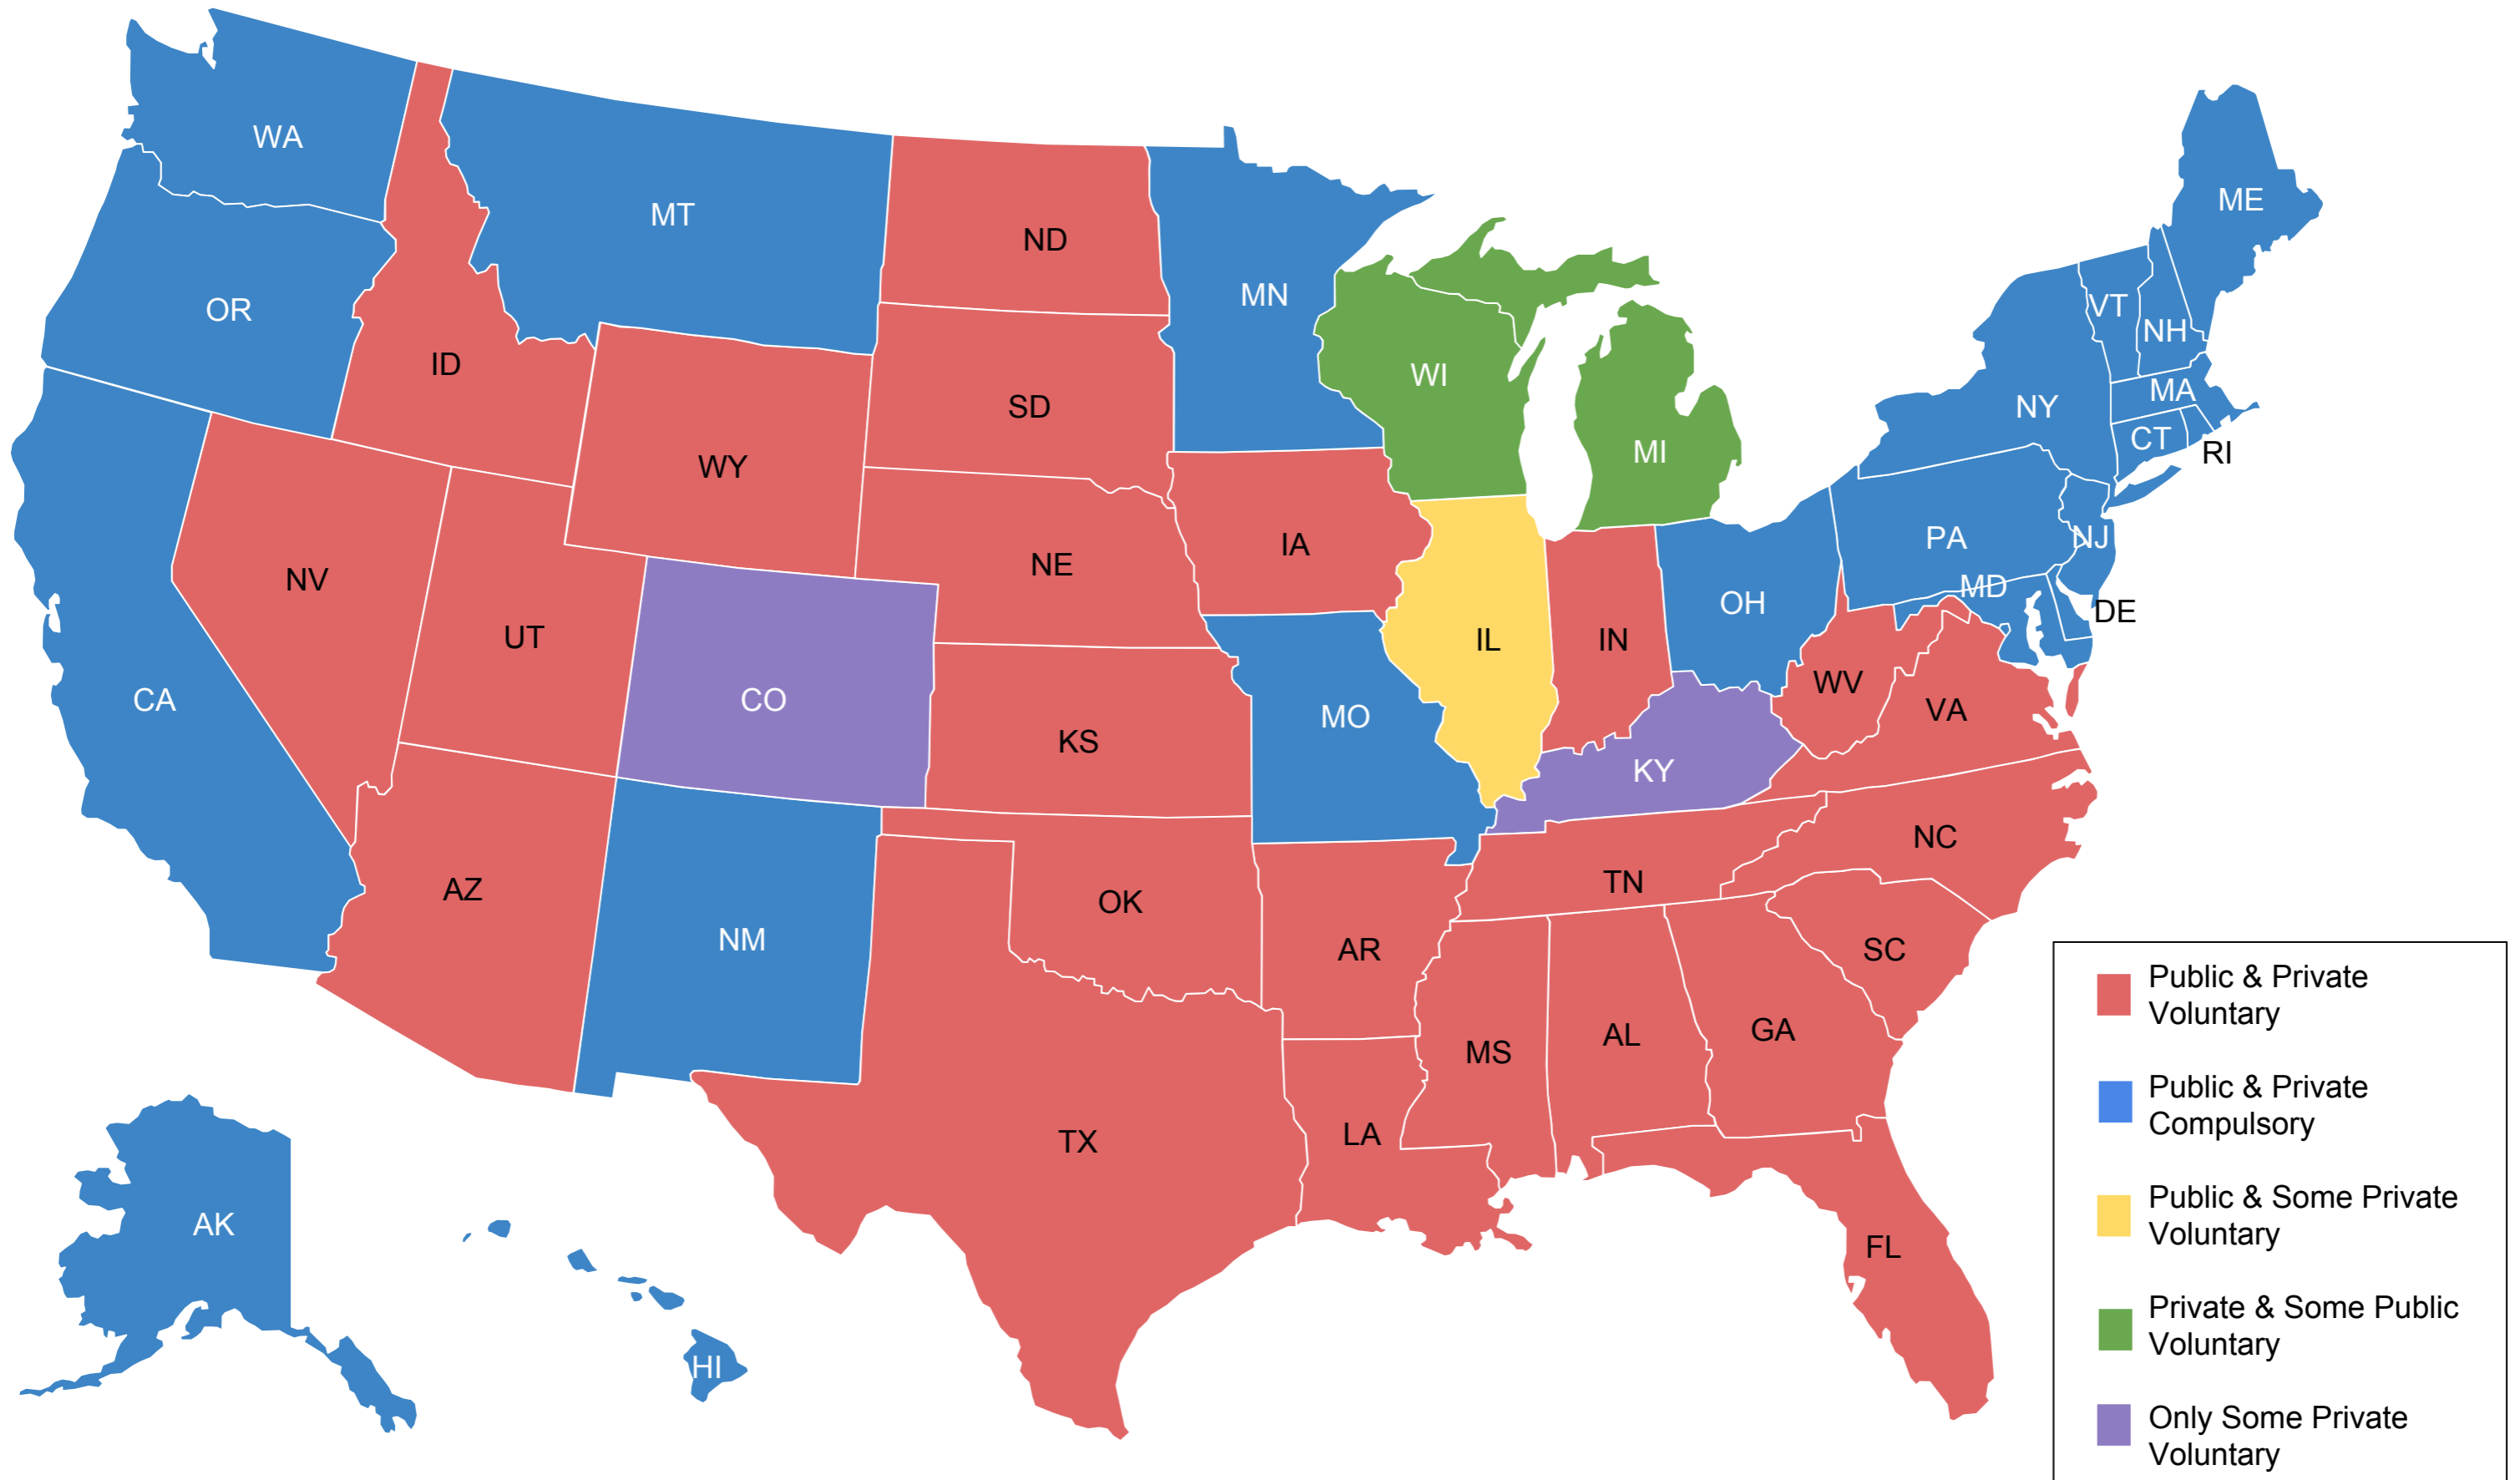 WA
MT
ME
ND
OR
MN
VT
NH
ID
WI
MA
SD
NY
CT
MI
RI
WY
PA
NJ
IA
NE
NV
MD
OH
DE
UT
IL
IN
WV
CA
CO
VA
MO
KS
KY
NC
TN
AZ
OK
NM
AR
SC
GA
AL
MS
LA
TX
AK
FL
HI
Public & Private
Voluntary
Public & Private
Compulsory
Public & Some Private
Voluntary
Private & Some Public
Voluntary
Only Some Private
Voluntary